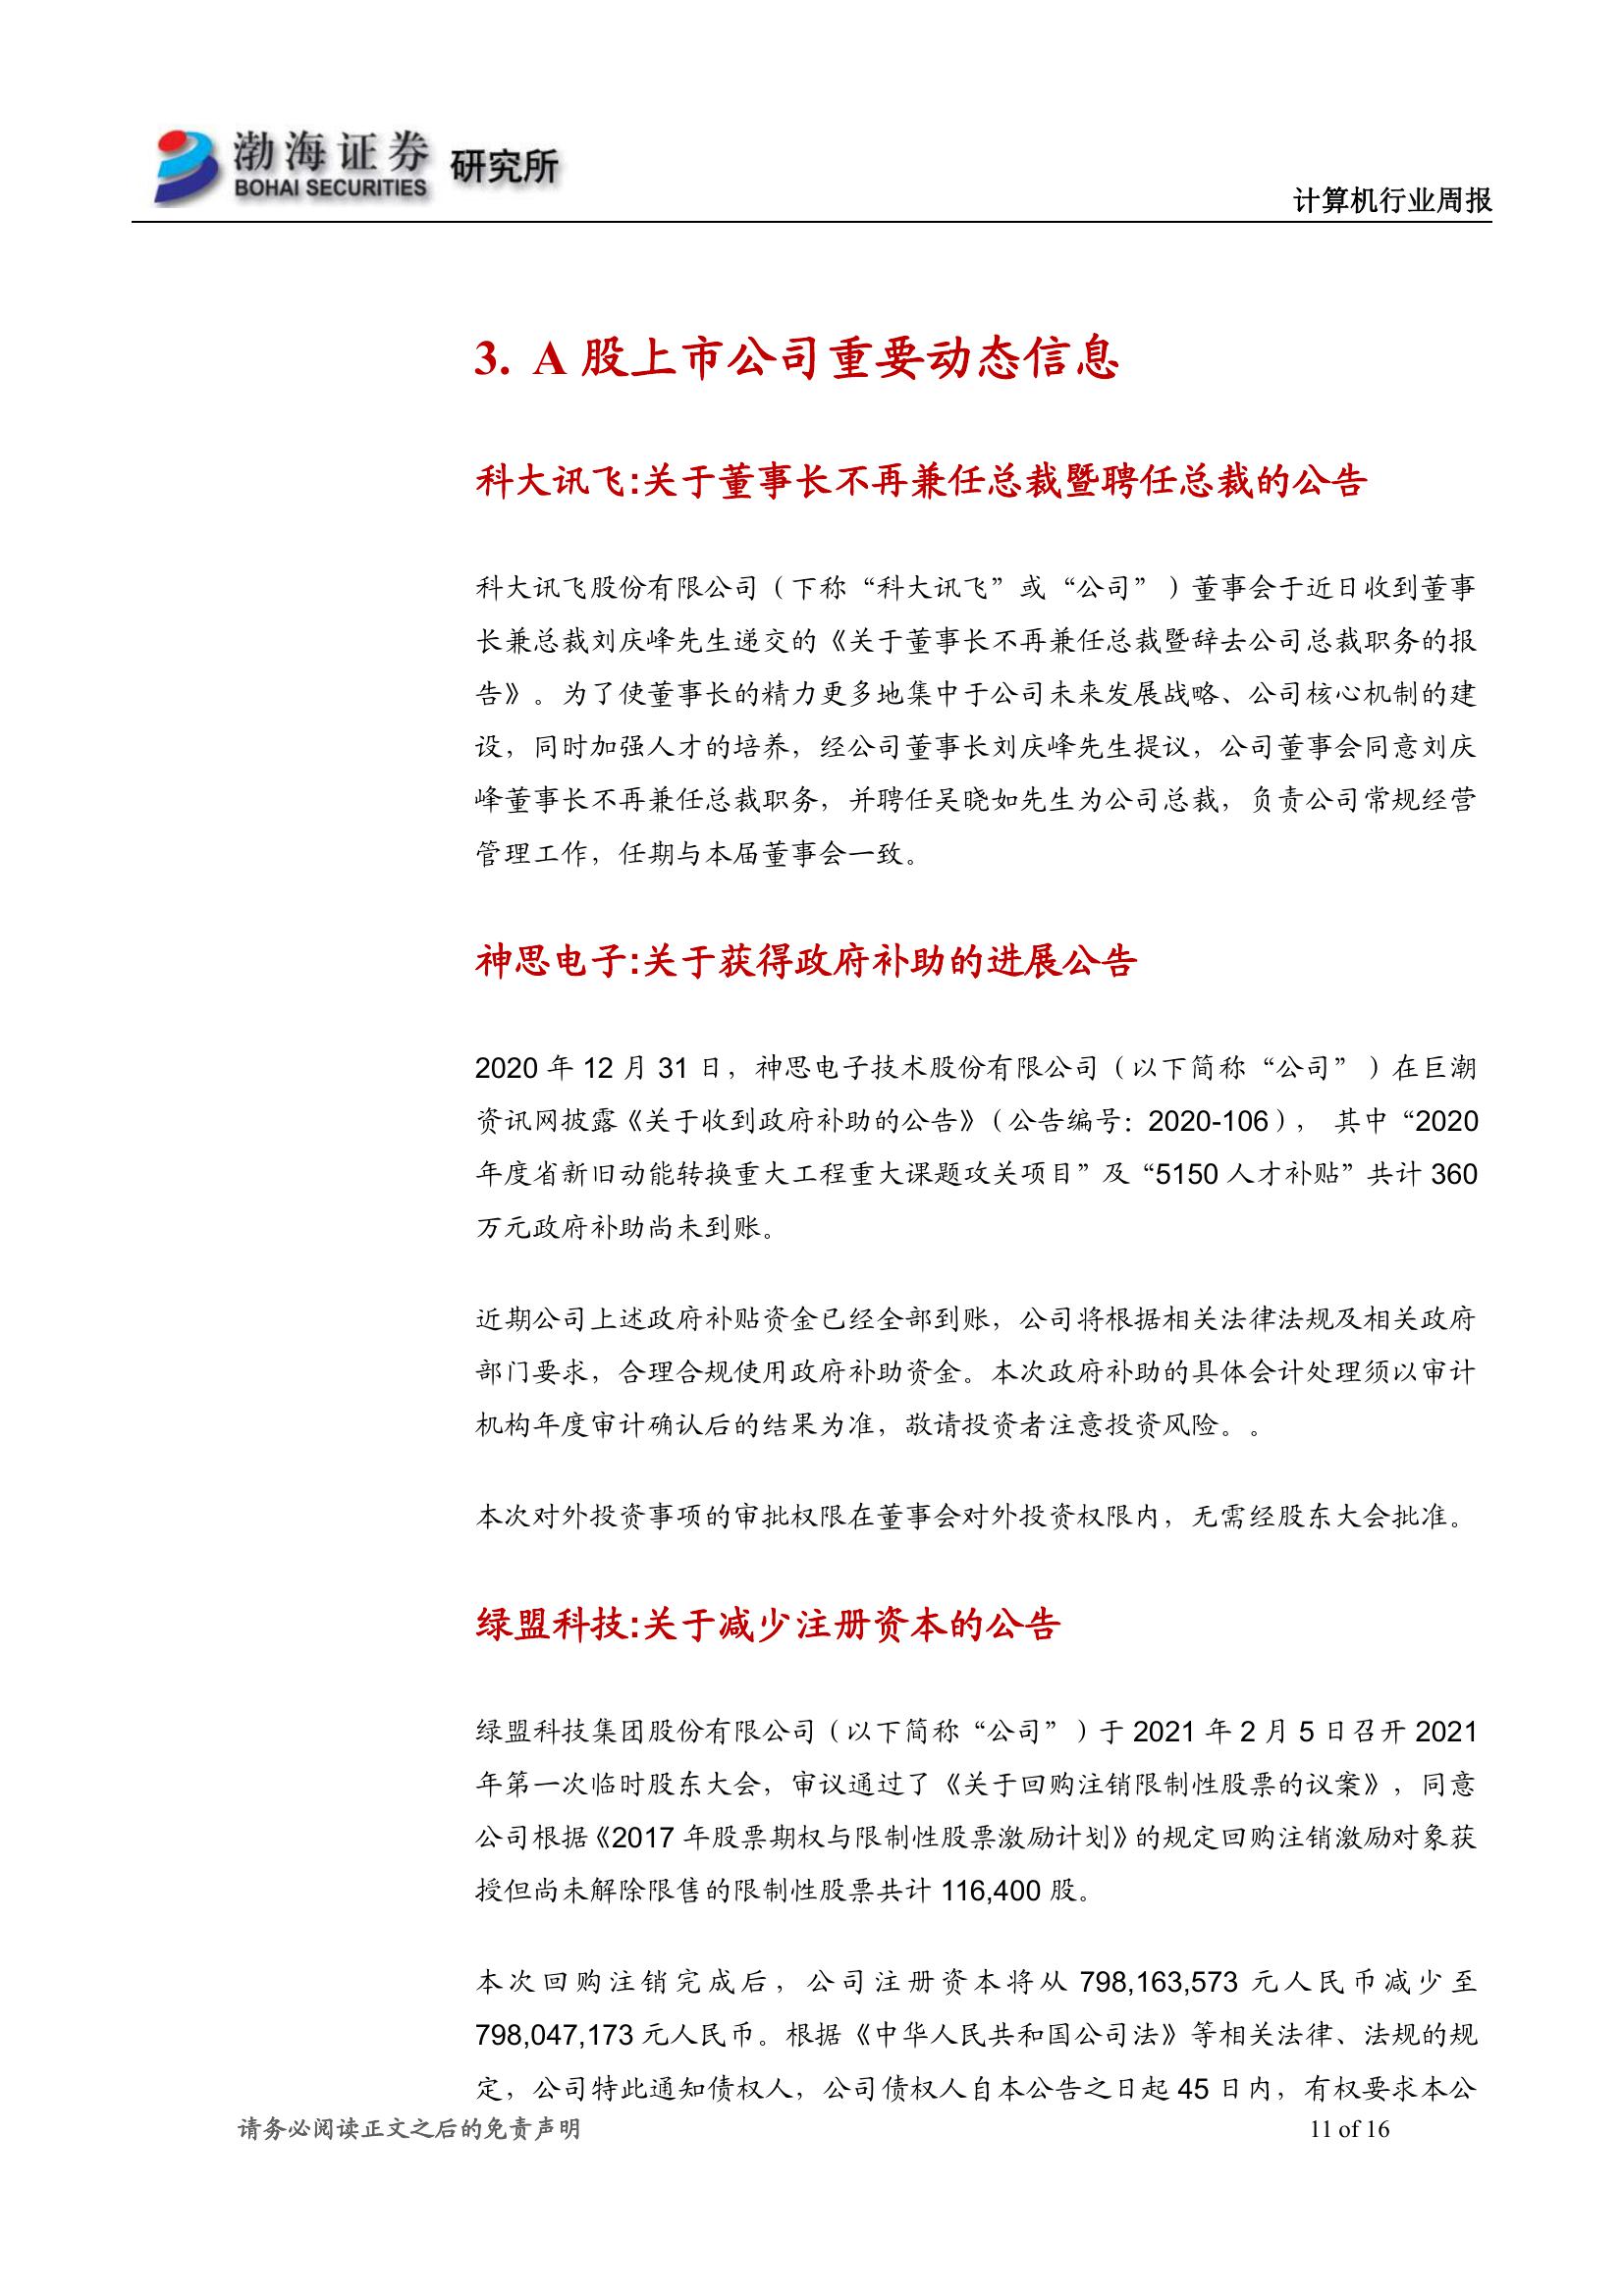 渤海证券 研究所
BOHAI SECURITIES
计算机行业周报
3. A 股上市公司重要动态信息
科大讯飞:关于董事长不再兼任总裁暨聘任总裁的公告
科大讯飞股份有限公司（下称“科大讯飞”或“公司”）董事会于近日收到董事
长兼总裁刘庆峰先生递交的《关于董事长不再兼任总裁暨辞去公司总裁职务的报
告》。为了使董事长的精力更多地集中于公司未来发展战略、公司核心机制的建
设，同时加强人才的培养，经公司董事长刘庆峰先生提议，公司董事会同意刘庆
峰董事长不再兼任总裁职务，并聘任吴晓如先生为公司总裁，负责公司常规经营
管理工作，任期与本届董事会一致。
神思电子:关于获得政府补助的进展公告
2020 年 12 月 31 日，神思电子技术股份有限公司（以下简称“公司”）在巨潮
资讯网披露《关于收到政府补助的公告》（公告编号：2020-106）， 其中“2020
年度省新旧动能转换重大工程重大课题攻关项目”及“5150 人才补贴”共计 360
万元政府补助尚未到账。
近期公司上述政府补贴资金已经全部到账，公司将根据相关法律法规及相关政府
部门要求，合理合规使用政府补助资金。本次政府补助的具体会计处理须以审计
机构年度审计确认后的结果为准，敬请投资者注意投资风险。。
本次对外投资事项的审批权限在董事会对外投资权限内，无需经股东大会批准。
绿盟科技:关于减少注册资本的公告
绿盟科技集团股份有限公司（以下简称“公司”）于 2021 年 2 月 5 日召开 2021
年第一次临时股东大会，审议通过了《关于回购注销限制性股票的议案》，同意
公司根据《2017 年股票期权与限制性股票激励计划》的规定回购注销激励对象获
授但尚未解除限售的限制性股票共计 116,400 股。
本次回购注销完成后，公司注册资本将从 798,163,573 元人民币减少至
798,047,173 元人民币。根据《中华人民共和国公司法》等相关法律、法规的规
定，公司特此通知债权人，公司债权人自本公告之日起 45 日内，有权要求本公
请务必阅读正文之后的免责声明
11 of 16